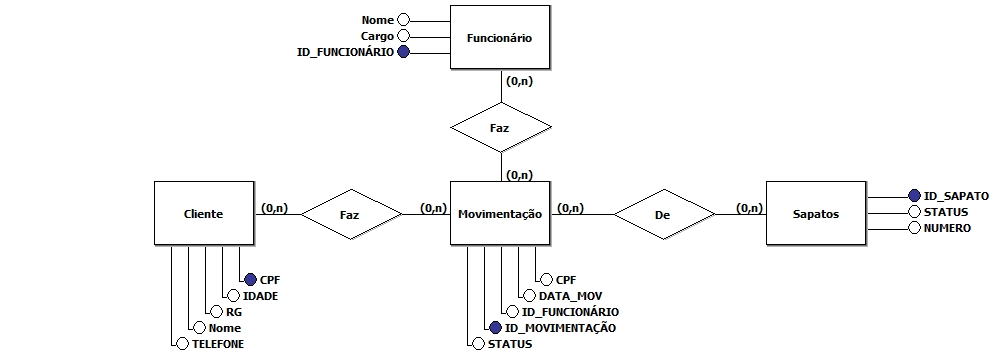 Nome
Cargo
ID_FUNCIONÁRIO
Funcionário
(0,n)
Faz
(0,n)
Cliente
(0,n)
Faz
(0,n)
Movimentação
(0,n)
De
(0,n)
Sapatos
ID_SAPATO
STATUS
NUMERO
CPF
IDADE
RG
Nome
TELEFONE
CPF
DATA_MOV
ID_FUNCIONÁRIO
ID_MOVIMENTAÇÃO
STATUS